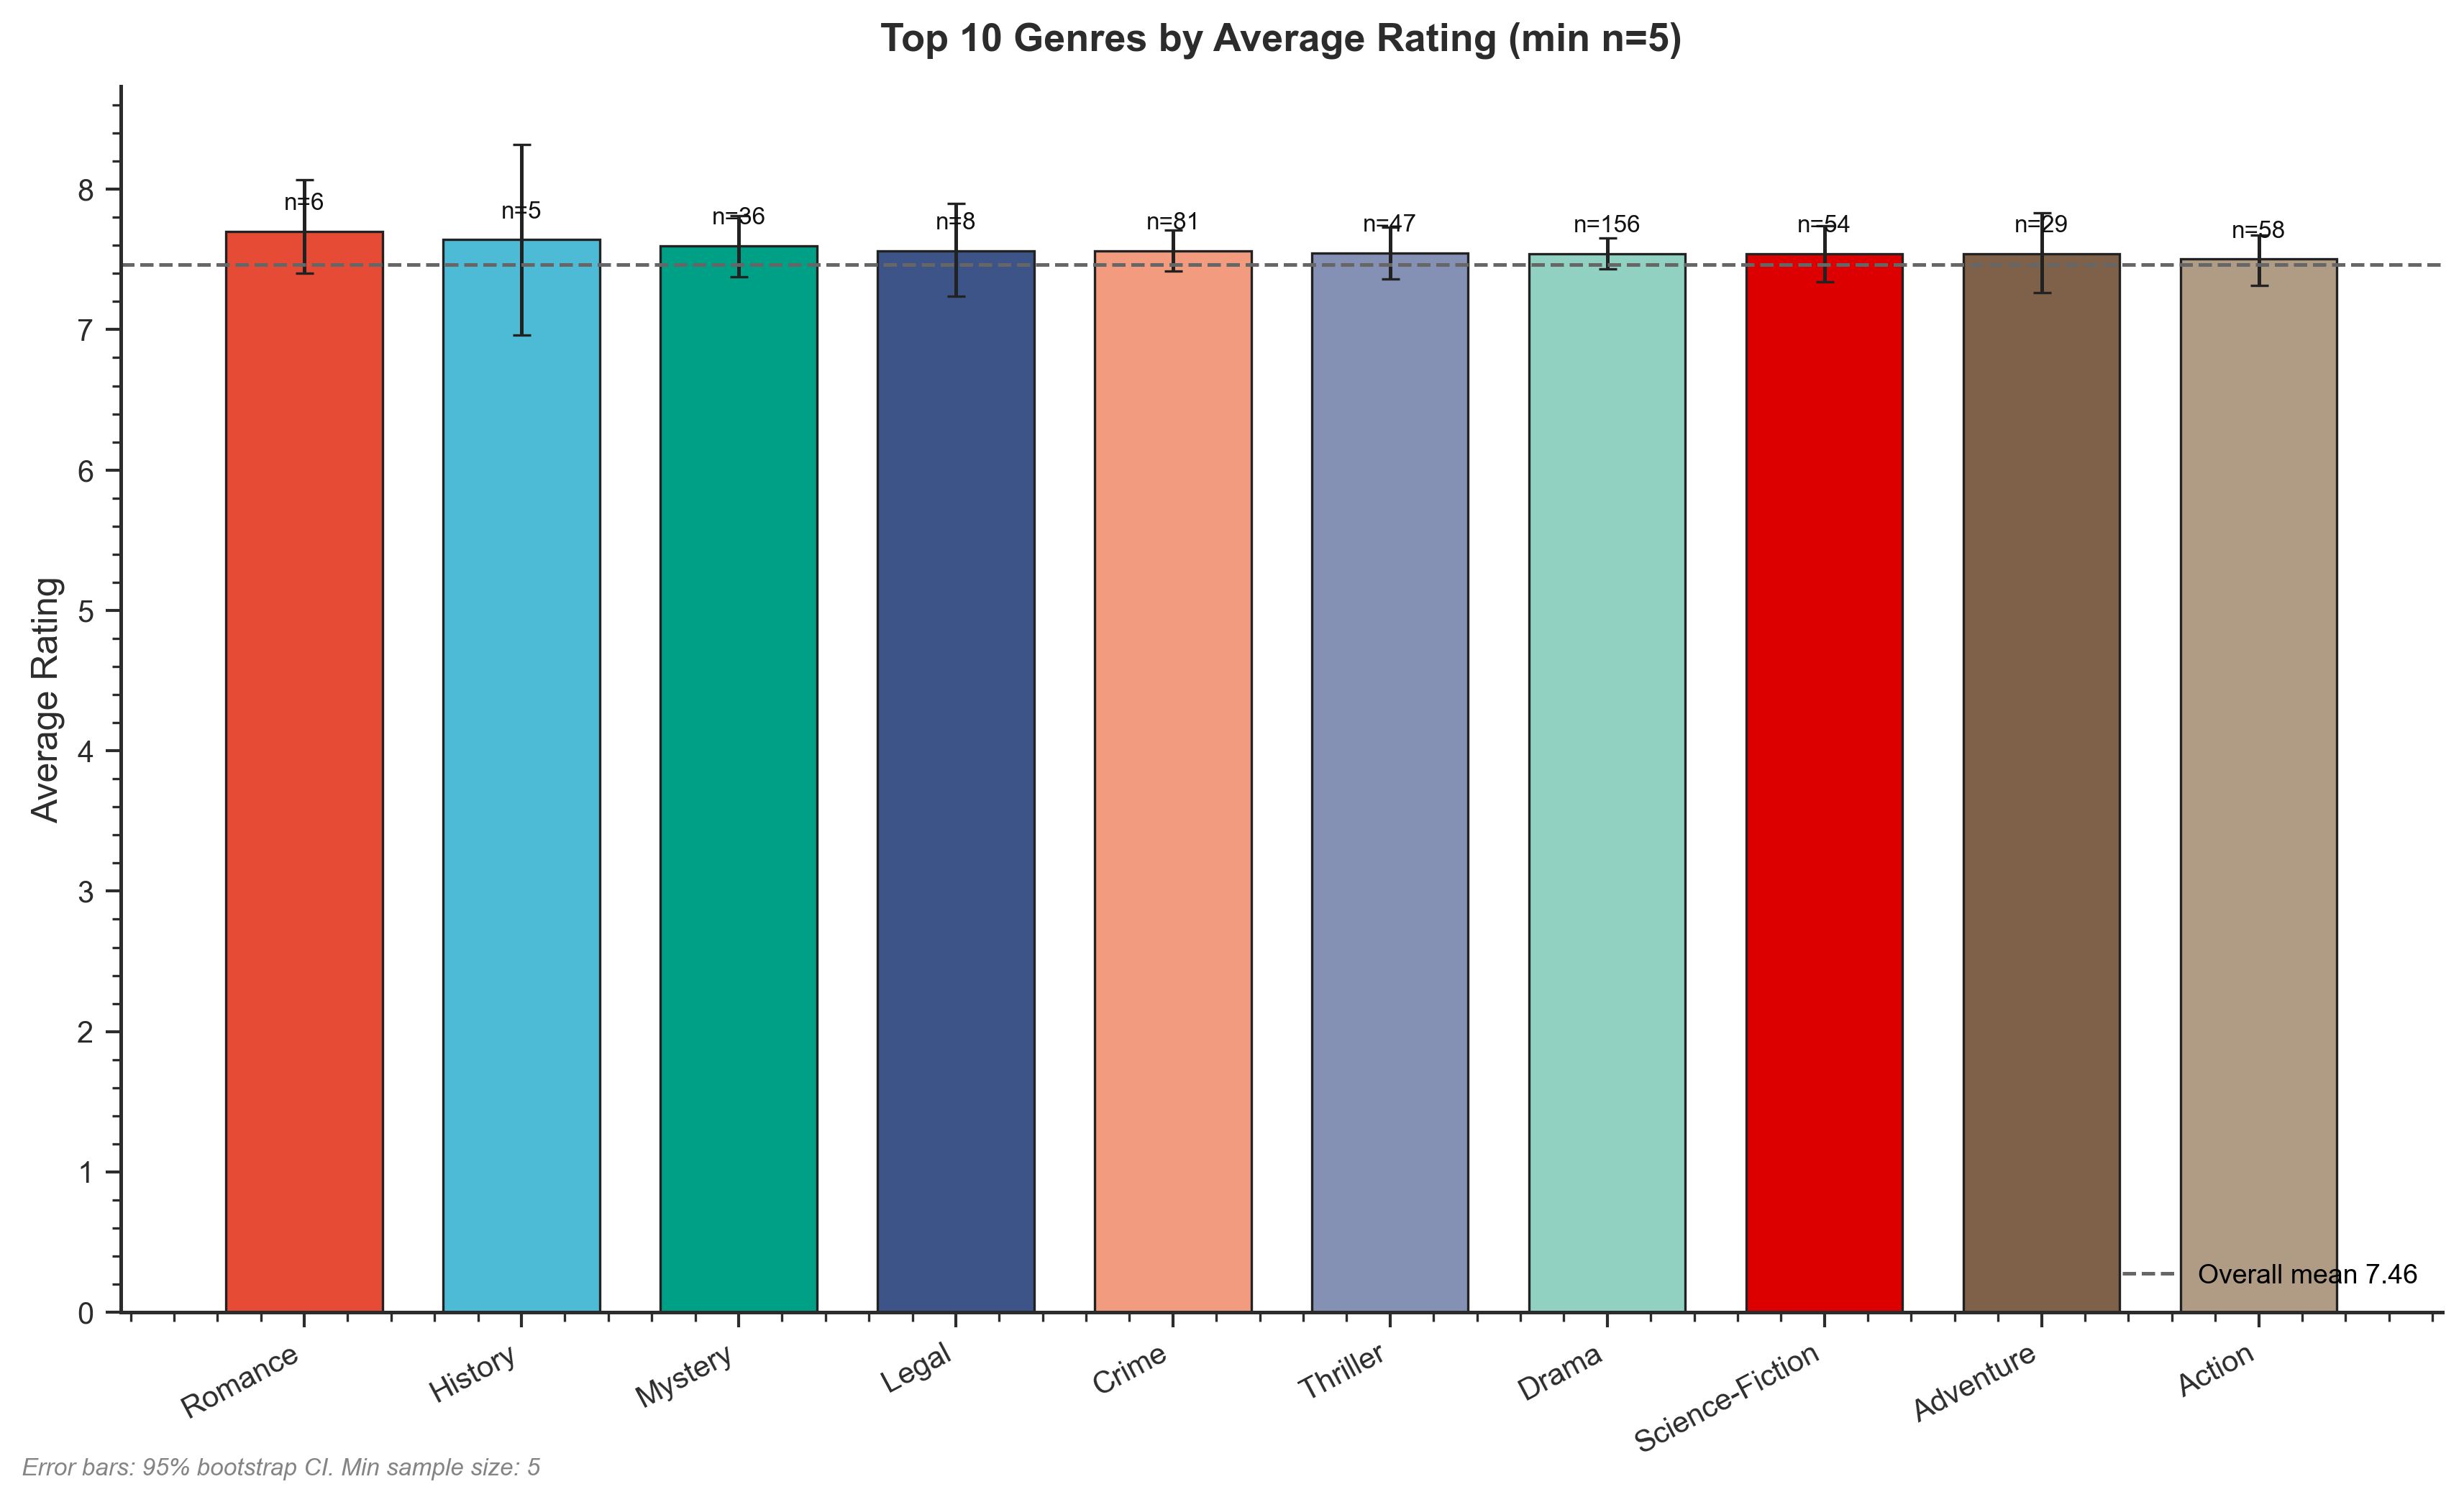 Top 10 Genres by Average Rating (min n=5)
Average Rating
8
7
6
5
4
3
2
1
0
n=6
n=5
n=36
n=8
n=81
n=47
n=156
n=54
n=29
n=58
Overall mean 7.46
Romance
History
Mystery
Legal
Crime
Thriller
Drama
Science-Fiction
Adventure
Action
Error bars: 95% bootstrap CI. Min sample size: 5